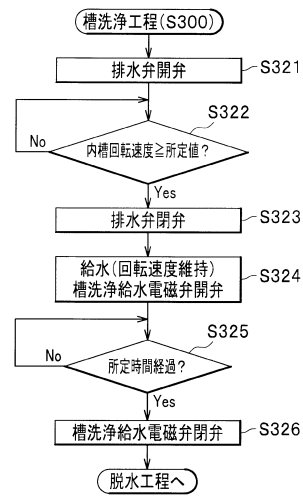 槽洗浄工程(S300)
排水弁開弁
S321
S322
内槽回転速度≧所定値?
No
Yes
排水弁閉弁
S323
給水(回転速度維持)
槽洗浄給水電磁弁開弁
S324
S325
所定時間経過?
No
Yes
槽洗浄給水電磁弁閉弁
S326
脱水工程へ